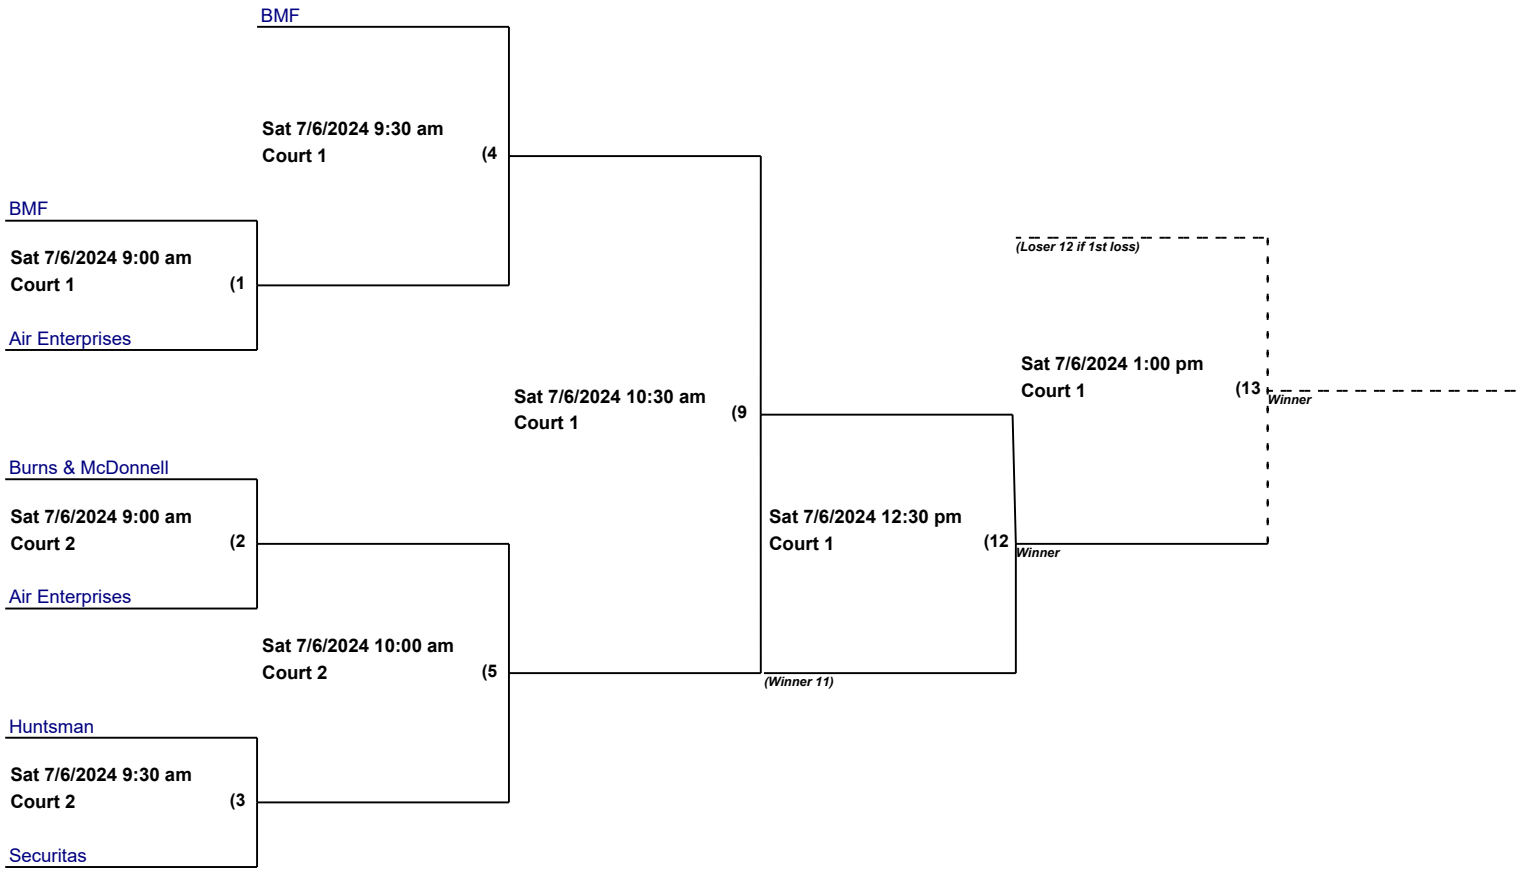 BMF
Sat 7/6/2024 9:30 am
Court 1
(4
BMF
Sat 7/6/2024 9:00 am
Court 1
(1
Air Enterprises
(Loser 12 if 1st loss)
Sat 7/6/2024 1:00 pm
Court 1
(13
Winner
Sat 7/6/2024 10:30 am
Court 1
(9
Burns & McDonnell
Sat 7/6/2024 9:00 am
Court 2
(2
Air Enterprises
Sat 7/6/2024 12:30 pm
Court 1
(12
Winner
Sat 7/6/2024 10:00 am
Court 2
(5
(Winner 11)
Huntsman
Sat 7/6/2024 9:30 am
Court 2
(3
Securitas